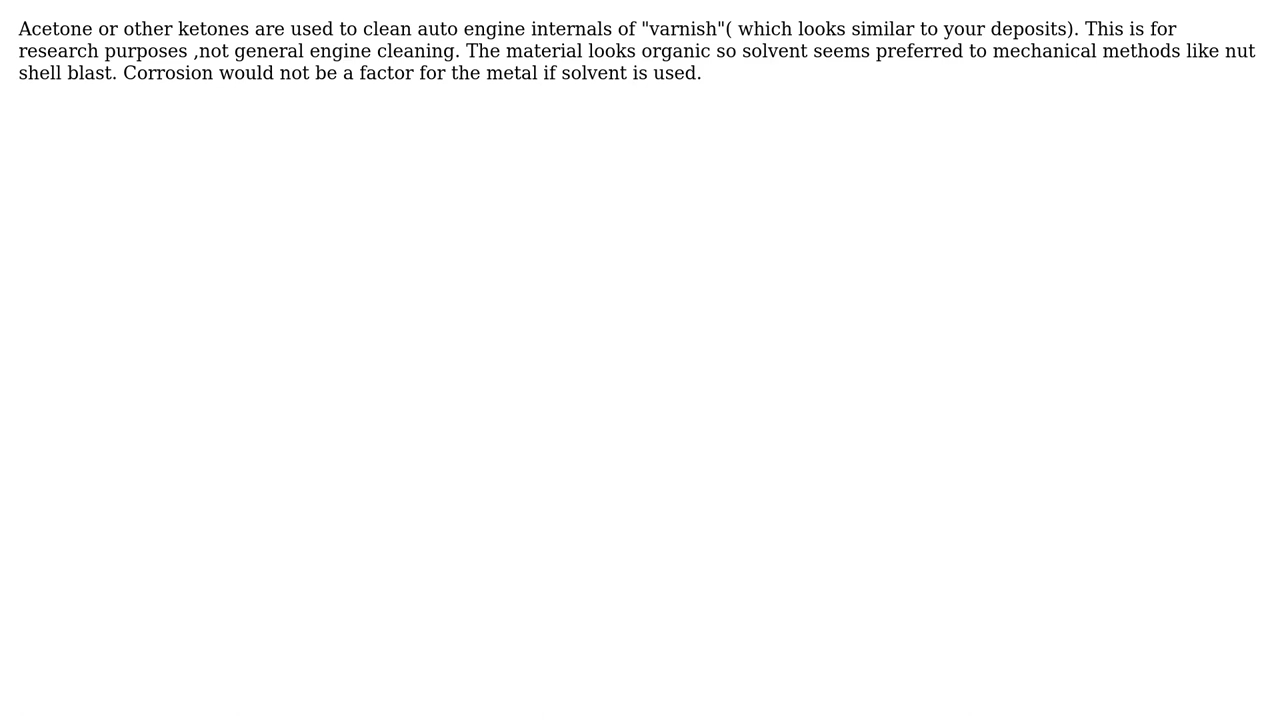 Acetone or other ketones are used to clean auto engine internals of "varnish"( which looks similar to your deposits). This is for
research purposes ,not general engine cleaning. The material looks organic so solvent seems preferred to mechanical methods like nut
shell blast. Corrosion would not be a factor for the metal if solvent is used.